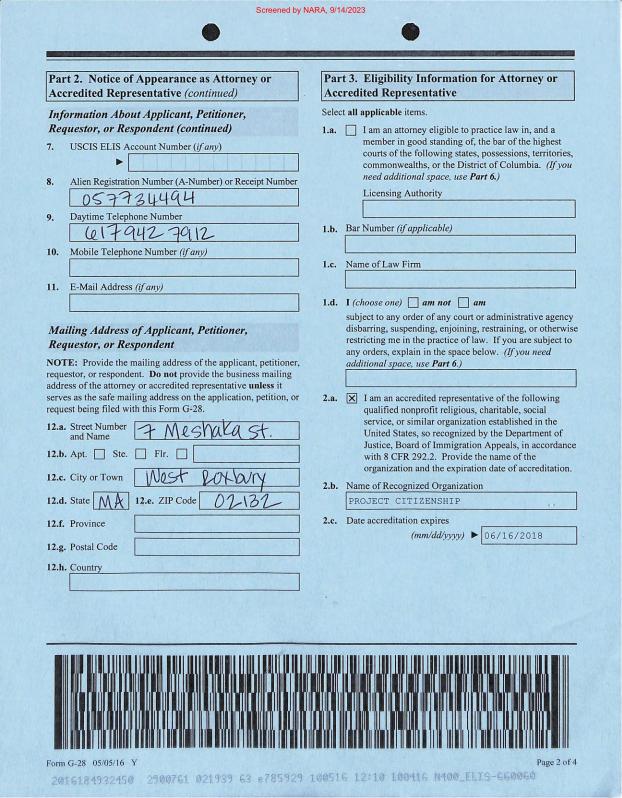 Screened by NARA, 9/14/2023
Part 2. Notice of Appearance as Attorney or
Accredited Representative (continued)
Information About Applicant, Petitioner,
Requestor, or Respondent (continued)
7. USCIS ELIS Account Number (if any)
8. Alien Registration Number (A-Number) or Receipt Number
057734494
9. Daytime Telephone Number
617 942 7912
10. Mobile Telephone Number (if any)
11. E-Mail Address (if any)
Mailing Address of Applicant, Petitioner,
Requestor, or Respondent
NOTE: Provide the mailing address of the applicant, petitioner,
requestor, or respondent. Do not provide the business mailing
address of the attorney or accredited representative unless it
serves as the safe mailing address on the application, petition, or
request being filed with this Form G-28.
12.a. Street Number
and Name
7 Meshaka st.
12.b. Apt. Ste. Flr.
12.c. City or Town West Roxbury
12.d. State MA 12.e. ZIP Code 02132
12.f. Province
12.g. Postal Code
12.h. Country
Part 3. Eligibility Information for Attorney or
Accredited Representative
Select all applicable items.
1.a. I am an attorney eligible to practice law in, and a
member in good standing of, the bar of the highest
courts of the following states, possessions, territories,
commonwealths, or the District of Columbia. (If you
need additional space, use Part 6.)
Licensing Authority
1.b. Bar Number (if applicable)
1.c. Name of Law Firm
1.d. I (choose one) am not am
subject to any order of any court or administrative agency
disbarring, suspending, enjoining, restraining, or otherwise
restricting me in the practice of law. If you are subject to
any orders, explain in the space below. (If you need
additional space, use Part 6.)
2.a. X I am an accredited representative of the following
qualified nonprofit religious, charitable, social
service, or similar organization established in the
United States, so recognized by the Department of
Justice, Board of Immigration Appeals, in accordance
with 8 CFR 292.2. Provide the name of the
organization and the expiration date of accreditation.
2.b. Name of Recognized Organization
PROJECT CITIZENSHIP
2.c. Date accreditation expires
(mm/dd/yyyy) 06/16/2018
Form G-28 05/05/16 Y
Page 2 of 4
2016184932450 2900761 021939 63 e785929 100516 12:10 100416 N400_ELIS-660060